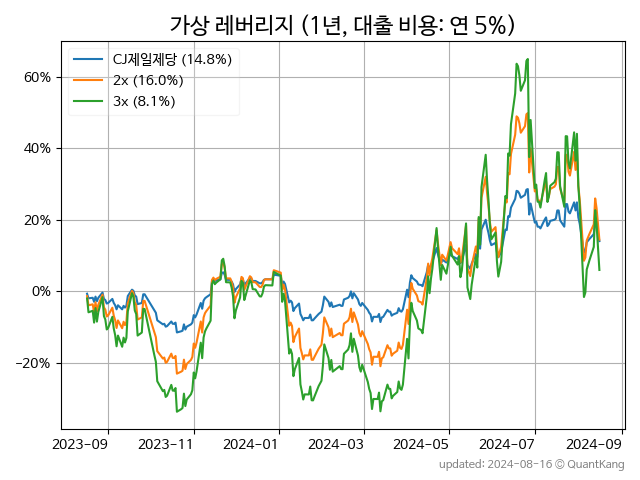 가상 레버리지 (1년, 대출 비용: 연 5%)
CJ제일제당 (14.8%)
2x (16.0%)
3x (8.1%)
60%
40%
20%
0%
−20%
2023-09 2023-11 2024-01 2024-03 2024-05 2024-07 2024-09
updated: 2024-08-16 © QuantKang